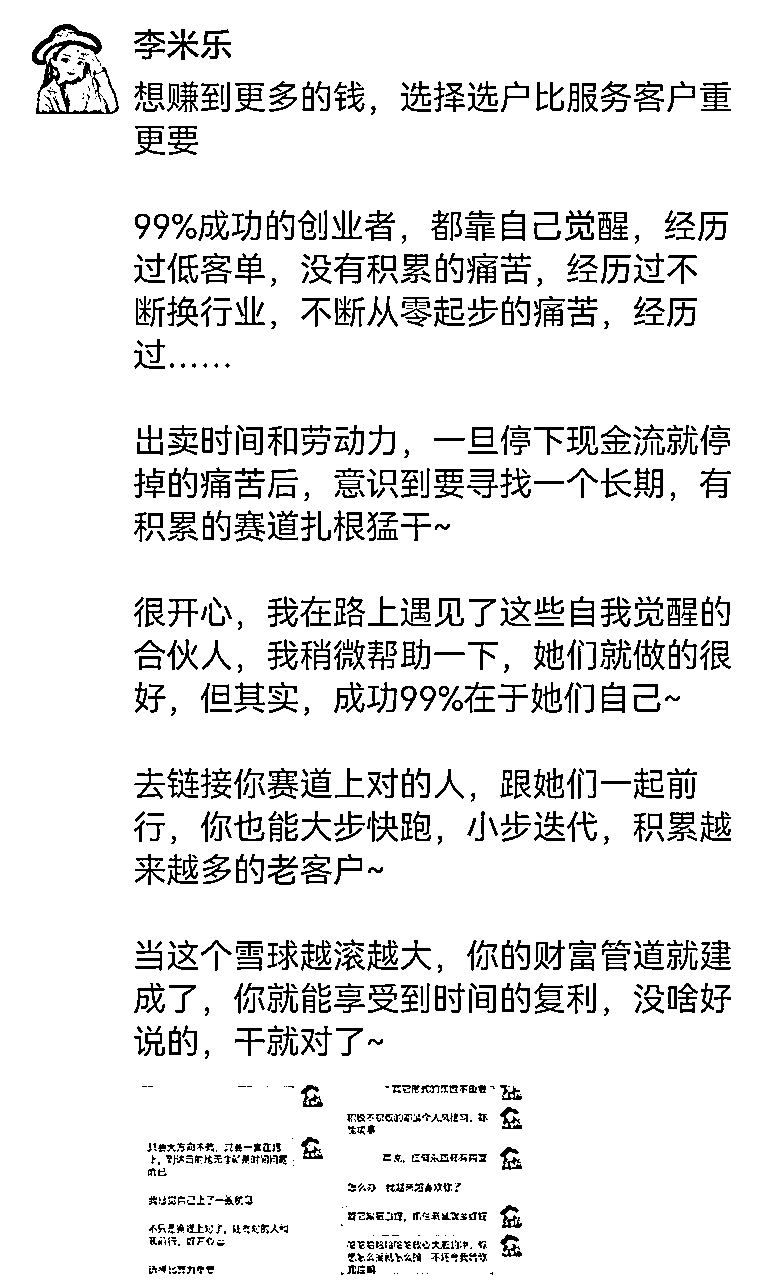 李米乐
想赚到更多的钱，选择选户比服务客户重
更要
99%成功的创业者，都靠自己觉醒，经历
过低客单，没有积累的痛苦，经历过不
断换行业，不断从零起步的痛苦，经历
过……
出卖时间和劳动力，一旦停下现金流就停
掉的痛苦后，意识到要寻找一个长期，有
积累的赛道扎根猛干~
很开心，我在路上遇见了这些自我觉醒的
合伙人，我稍微帮助一下，她们就做的很
好，但其实，成功99%在于她们自己~
去链接你赛道上对的人，跟她们一起前
行，你也能大步快跑，小步迭代，积累越
来越多的老客户~
当这个雪球越滚越大，你的财富管道就建
成了，你就能享受到时间的复利，没啥好
说的，干就对了~